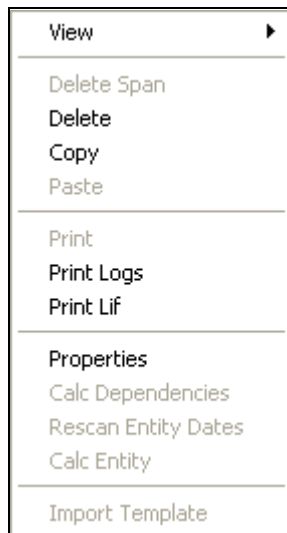 View
Delete Span
Delete
Copy
Paste
Print
Print Logs
Print Lif
Properties
Calc Dependencies
Rescan Entity Dates
Calc Entity
Import Template